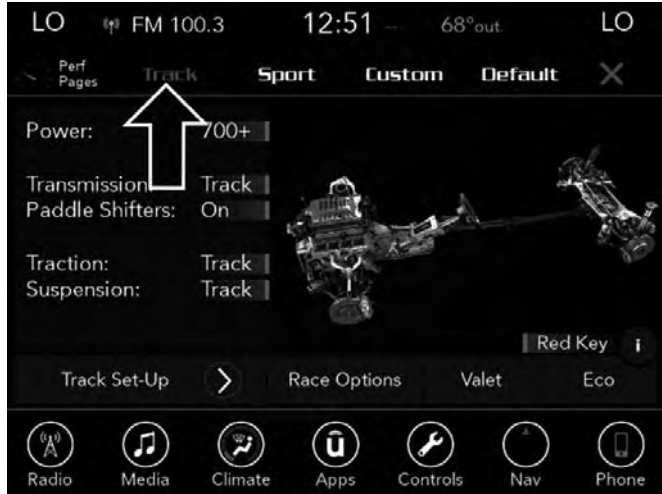 LO FM 100.3 12:51 -- 68°out. LO
Perf
Pages
Track Sport Custom Default
Power: 700+
Transmission: Track
Paddle Shifters: On
Traction: Track
Suspension: Track
Red Key i
Track Set-Up Race Options Valet Eco
Radio Media Climate Apps Controls Nav Phone